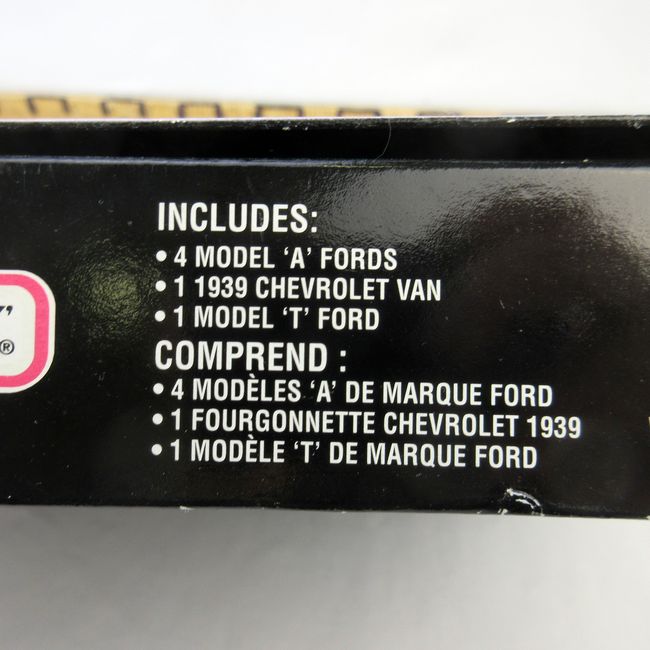 INCLUDES:
• 4 MODEL ‘A’ FORDS
• 1 1939 CHEVROLET VAN
• 1 MODEL ‘T’ FORD
COMPREND :
• 4 MODÈLES ‘A’ DE MARQUE FORD
• 1 FOURGONNETTE CHEVROLET 1939
• 1 MODÈLE ‘T’ DE MARQUE FORD
®